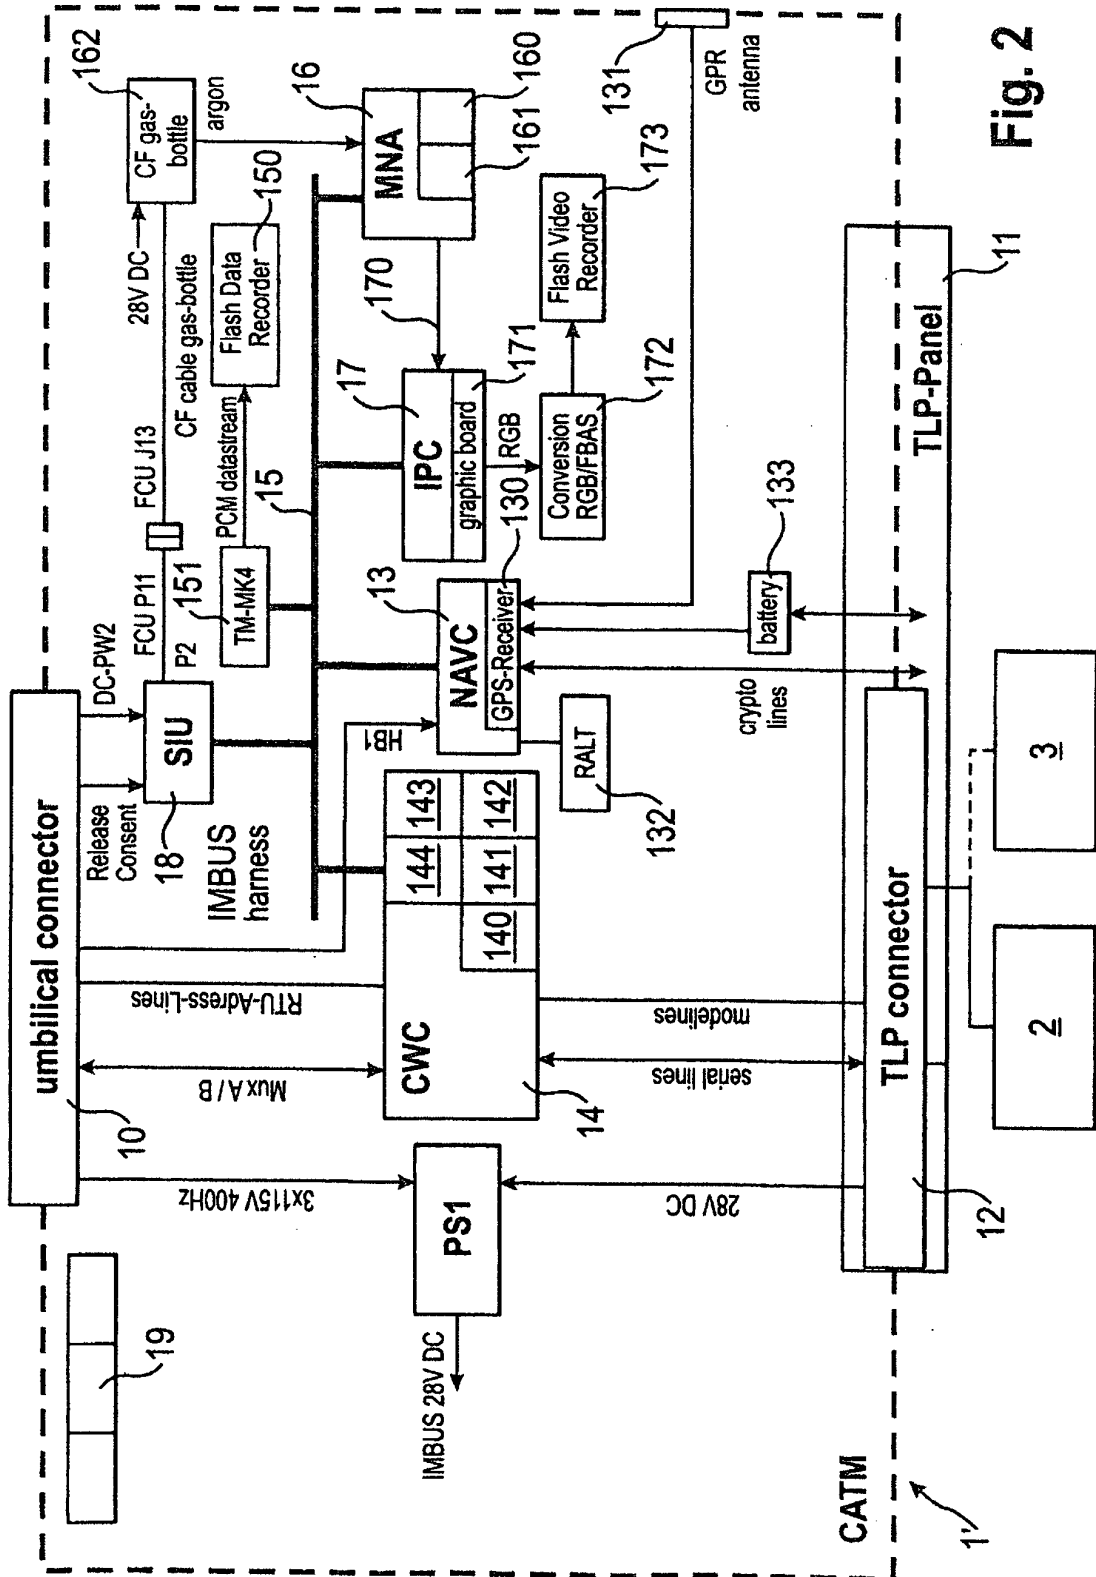 umbilical connector
10
19
3x115V 400Hz
Mux A / B
RTU-Adress-Lines
HB1
Release
Consent
DC-PW2
SIU
18
P2
FCU P11
FCU J13
CF cable gas-bottle
28V DC
CF gas-
bottle
162
argon
IMBUS
harness
151
TM-MK4
PCM datastream
Flash Data
Recorder
150
15
PS1
IMBUS 28V DC
28V DC
CWC
14
140
141
142
143
144
NAVC
13
GPS-Receiver
130
RALT
132
IPC
17
graphic board
171
170
RGB
Conversion
RGB/FBAS
172
Flash Video
Recorder
173
MNA
16
161
160
131
GPR
antenna
serial lines
modelines
crypto
lines
battery
133
CATM
1'
TLP connector
12
TLP-Panel
11
2
3
Fig. 2